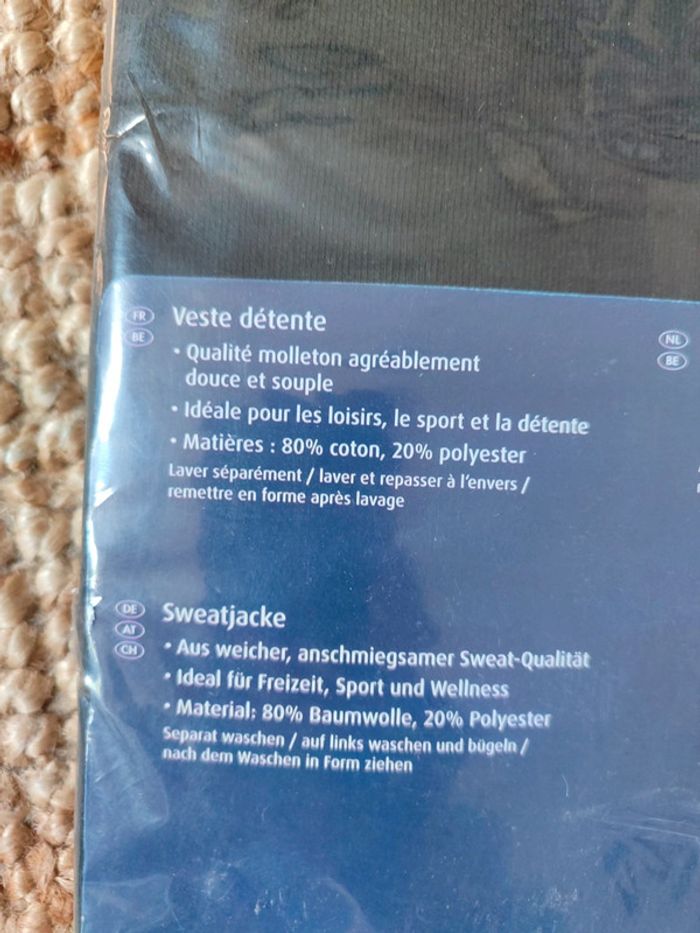 FR
BE
Veste détente
• Qualité molleton agréablement
douce et souple
• Idéale pour les loisirs, le sport et la détente
• Matières : 80% coton, 20% polyester
Laver séparément / laver et repasser à l'envers /
remettre en forme après lavage
NL
BE
DE
AT
CH
Sweatjacke
• Aus weicher, anschmiegsamer Sweat-Qualität
• Ideal für Freizeit, Sport und Wellness
• Material: 80% Baumwolle, 20% Polyester
Separat waschen / auf links waschen und bügeln /
nach dem Waschen in Form ziehen